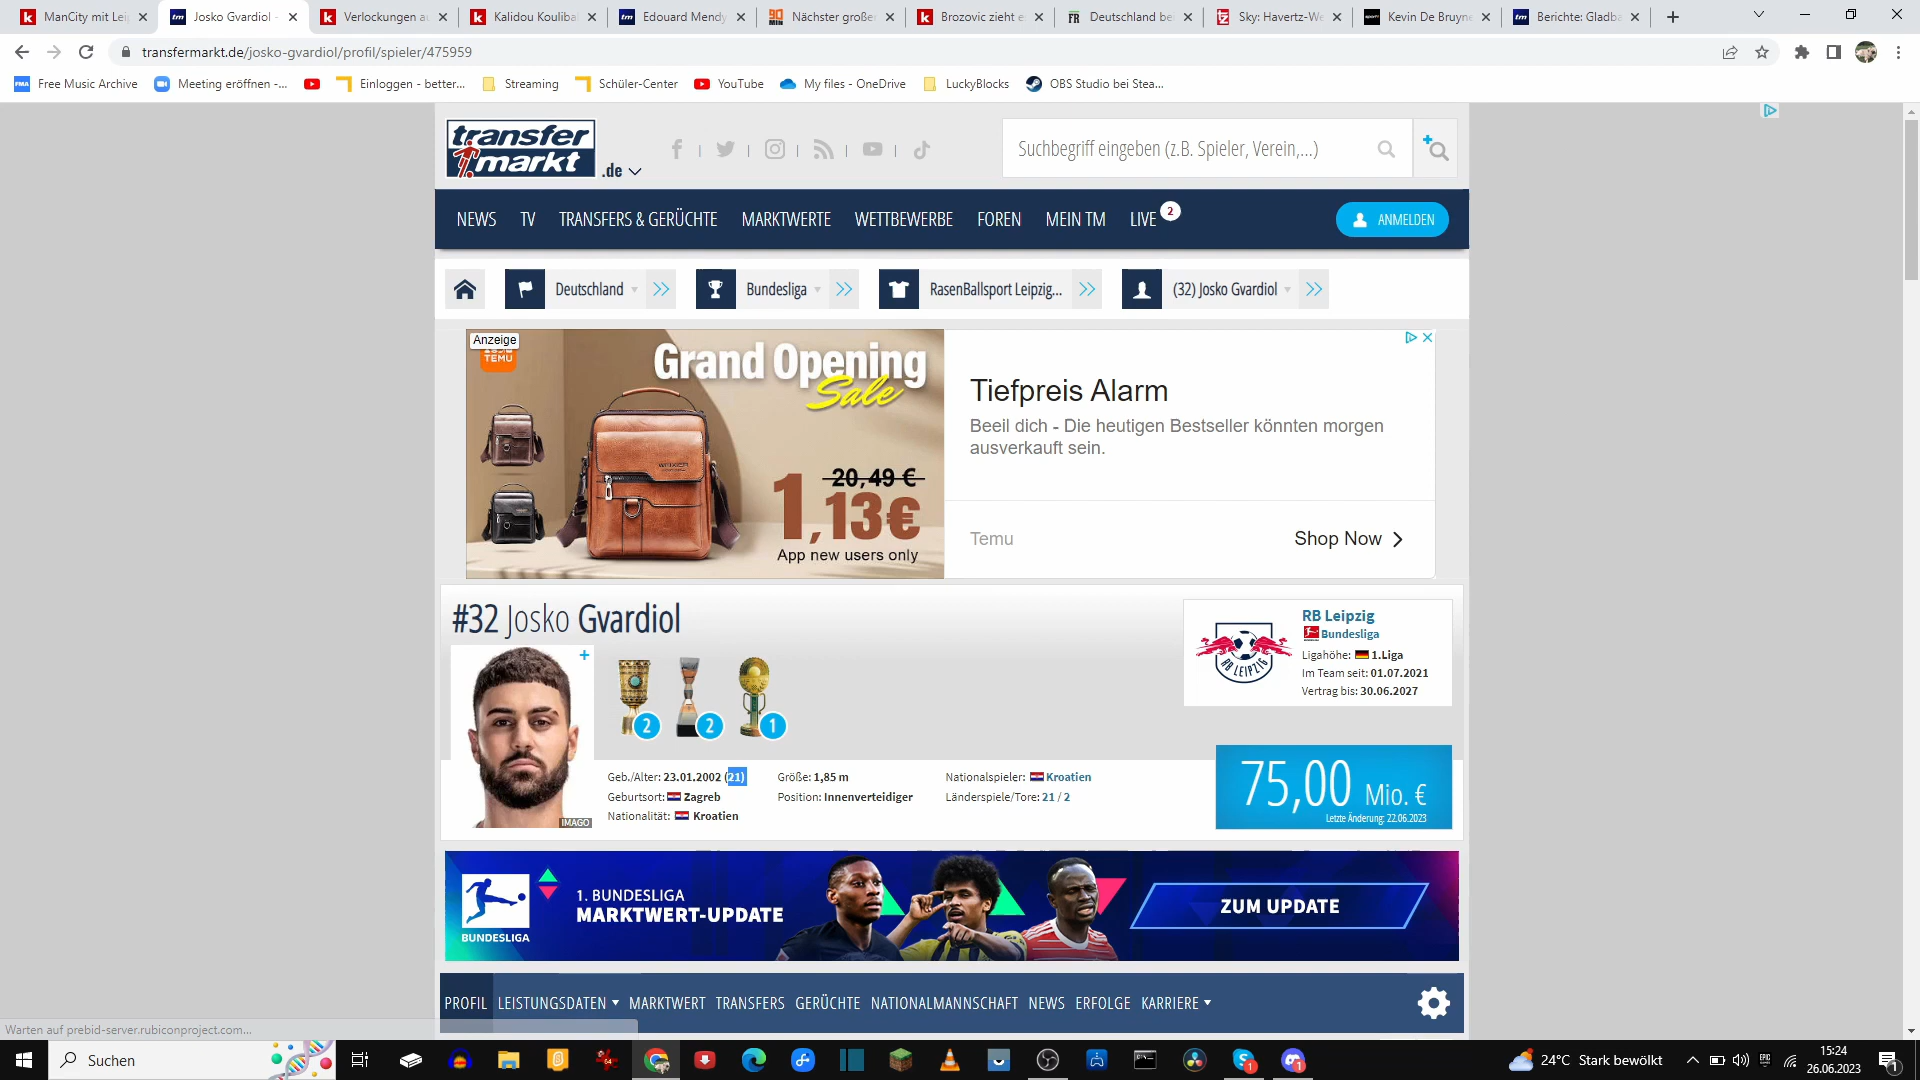 ManCity mit Lei
Josko Gvardiol -
Verlockungen au
Kalidou Kouliba
Edouard Mendy
Nächster große
Brozovic zieht e
Deutschland be
Sky: Havertz-We
Kevin De Bruyne
Berichte: Gladba
transfermarkt.de/josko-gvardiol/profil/spieler/475959
Free Music Archive
Meeting eröffnen -...
Einloggen - better...
Streaming
Schüler-Center
YouTube
My files - OneDrive
LuckyBlocks
OBS Studio bei Stea...
transfer
markt
.de
Suchbegriff eingeben (z.B. Spieler, Verein,...)
NEWS
TV
TRANSFERS & GERÜCHTE
MARKTWERTE
WETTBEWERBE
FOREN
MEIN TM
LIVE
2
ANMELDEN
Deutschland
Bundesliga
RasenBallsport Leipzig...
(32) Josko Gvardiol
Anzeige
TEMU
Grand Opening
Sale
20,49 €
1,13€
App new users only
Tiefpreis Alarm
Beeil dich - Die heutigen Bestseller könnten morgen
ausverkauft sein.
Temu
Shop Now
#32 Josko Gvardiol
IMAGO
2
2
1
RB LEIPZIG
RB Leipzig
Bundesliga
Ligahöhe: 1.Liga
Im Team seit: 01.07.2021
Vertrag bis: 30.06.2027
Geb./Alter: 23.01.2002 (21)
Geburtsort: Zagreb
Nationalität: Kroatien
Größe: 1,85 m
Position: Innenverteidiger
Nationalspieler: Kroatien
Länderspiele/Tore: 21 / 2
75,00 Mio. €
Letzte Änderung: 22.06.2023
BUNDESLIGA
1. BUNDESLIGA
MARKTWERT-UPDATE
ZUM UPDATE
PROFIL
LEISTUNGSDATEN
MARKTWERT
TRANSFERS
GERÜCHTE
NATIONALMANNSCHAFT
NEWS
ERFOLGE
KARRIERE
Warten auf prebid-server.rubiconproject.com...
Suchen
24°C Stark bewölkt
15:24
26.06.2023